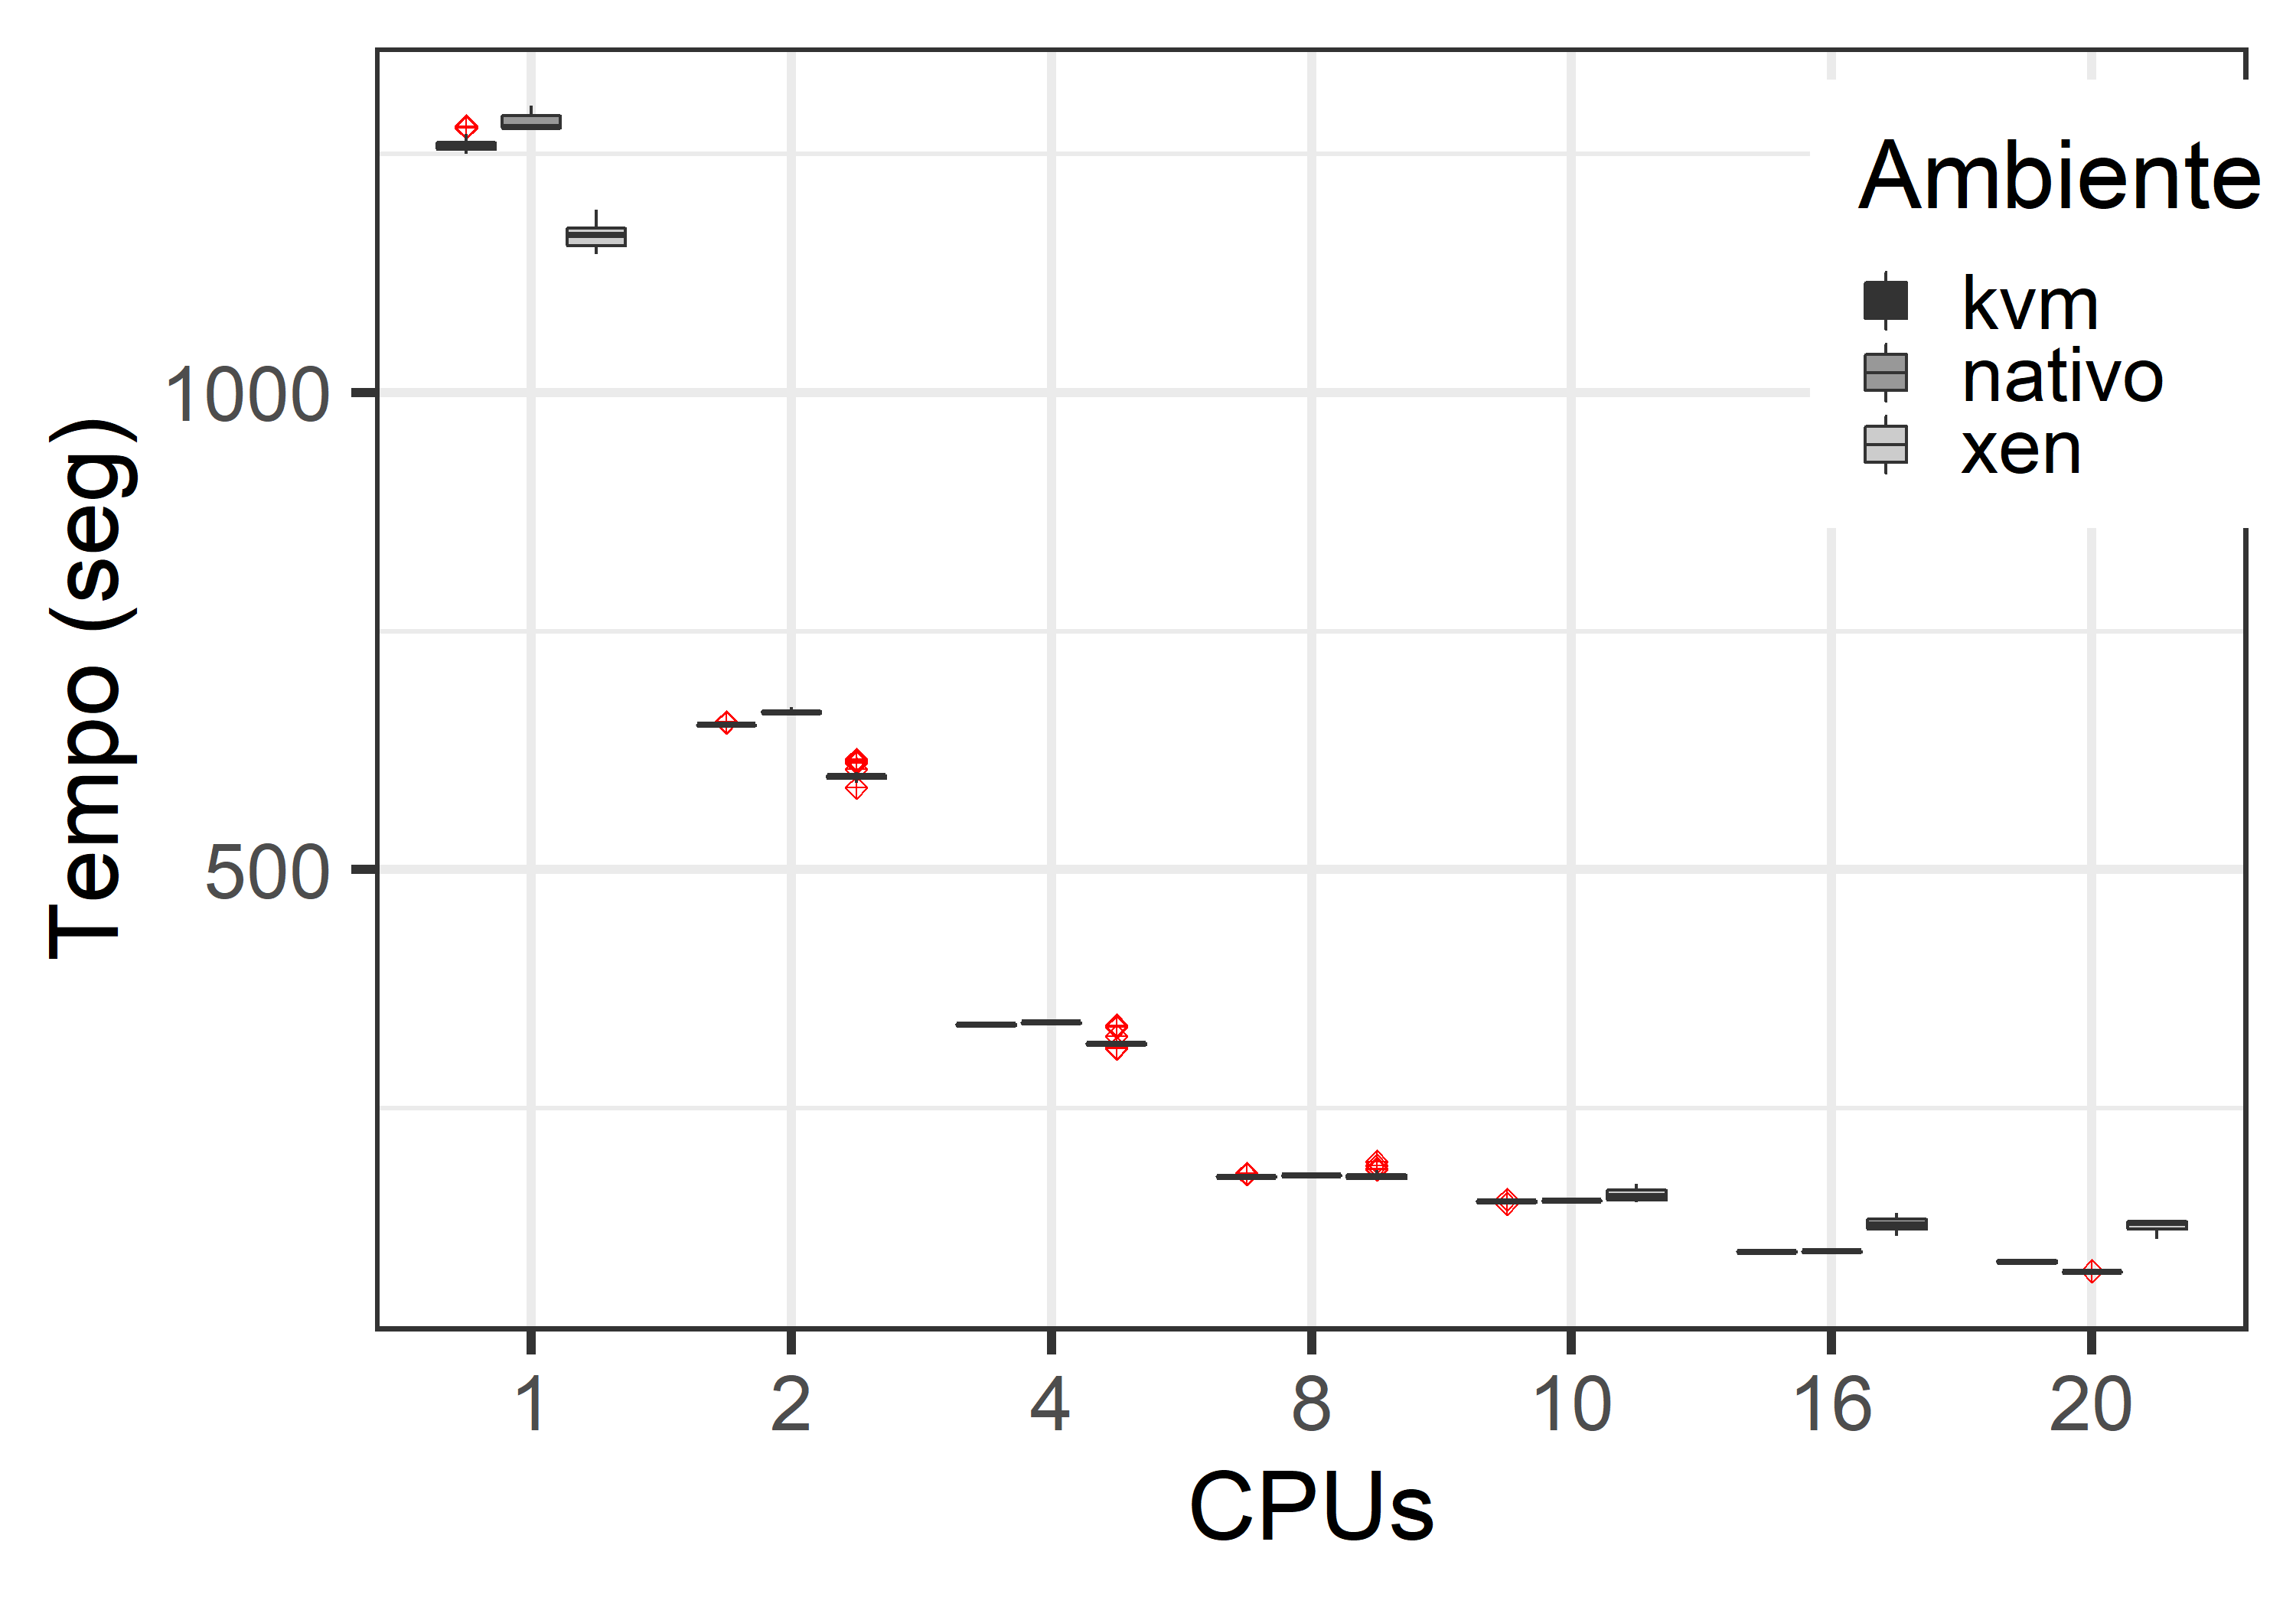 Ambiente
kvm
nativo
xen
Tempo (seg)
1000
500
1 2 4 8 10 16 20
CPUs